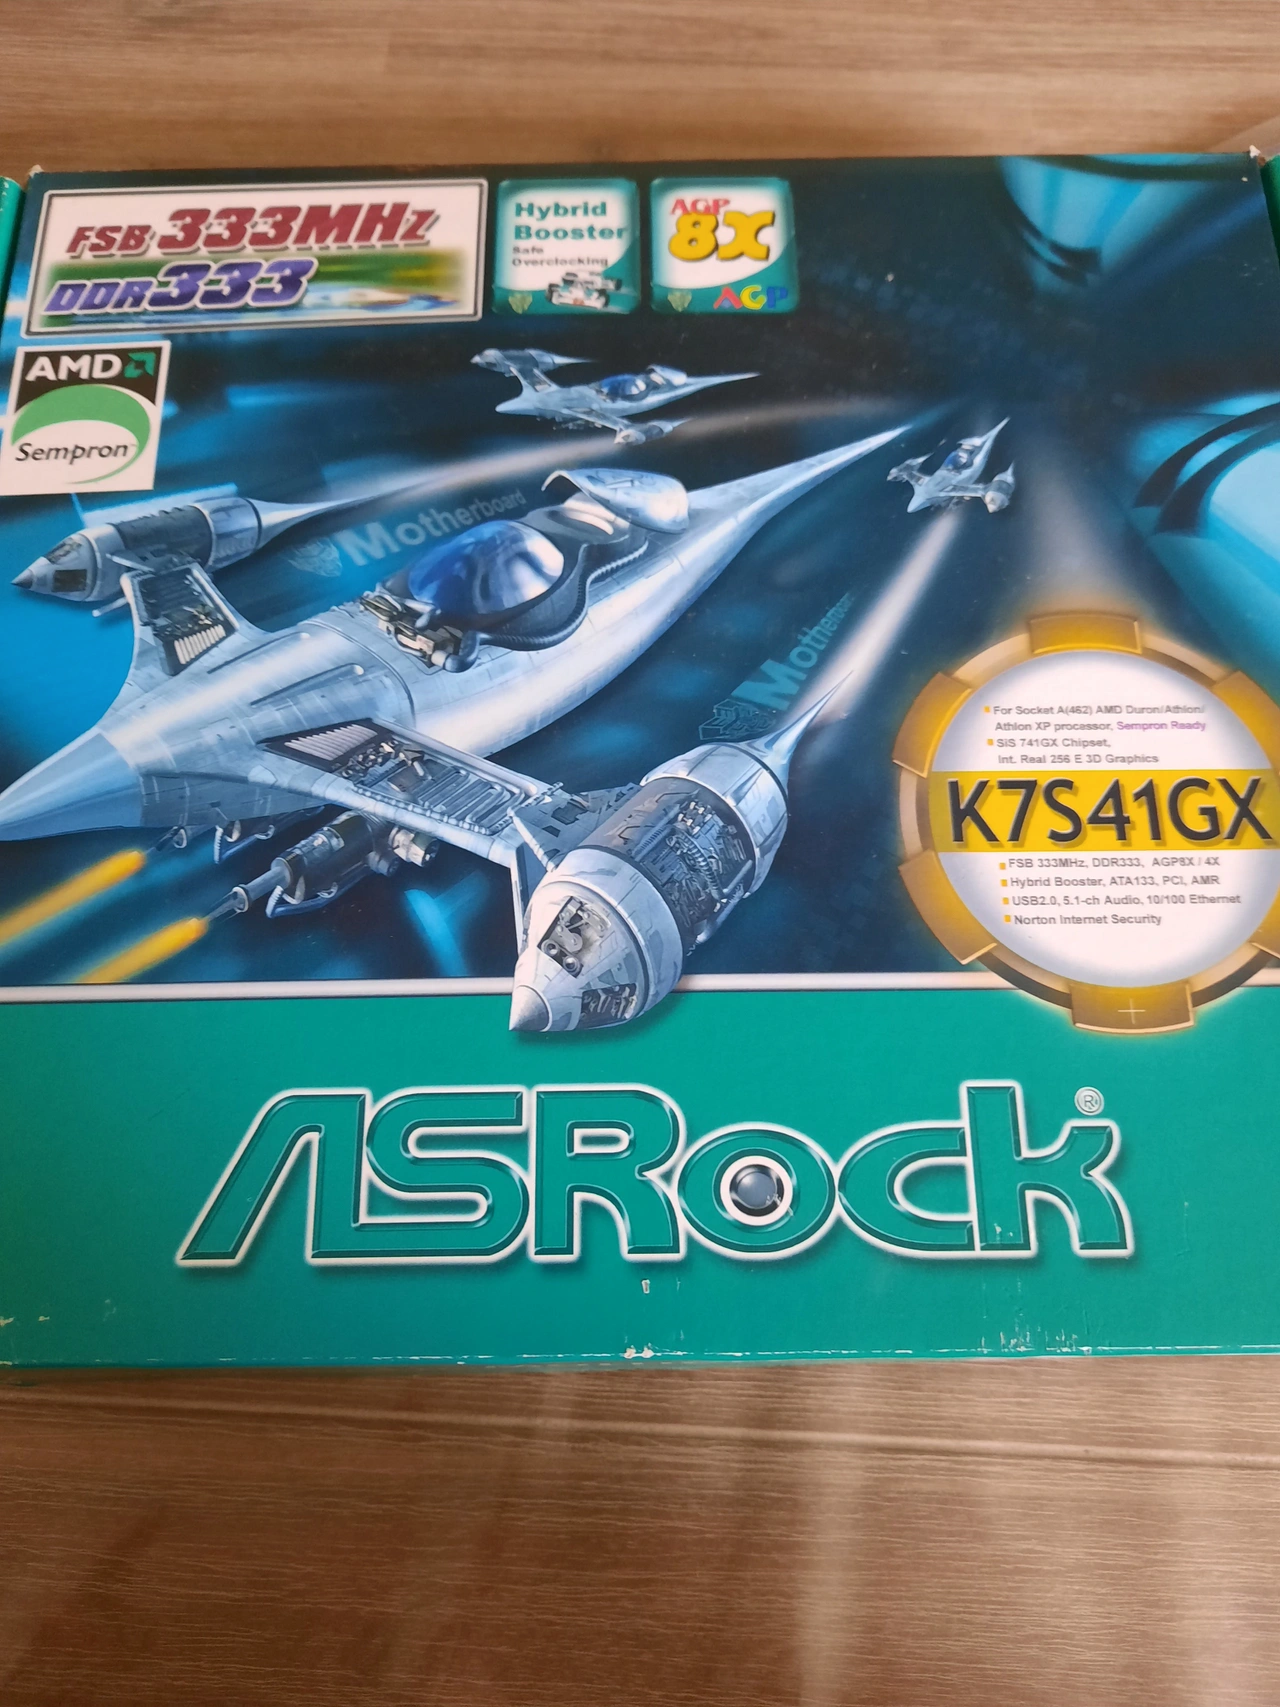 FSB 333MHz
DDR333
Hybrid
Booster
Safe
Overclocking
AGP
8X
AGP
AMD
Sempron™
Motherboard
Motherboard
For Socket A(462) AMD Duron/Athlon/
Athlon XP processor, Sempron Ready
SiS 741GX Chipset,
Int. Real 256 E 3D Graphics
K7S41GX
FSB 333MHz, DDR333, AGP8X / 4X
Hybrid Booster, ATA133, PCI, AMR
USB2.0, 5.1-ch Audio, 10/100 Ethernet
Norton Internet Security
ASRock®